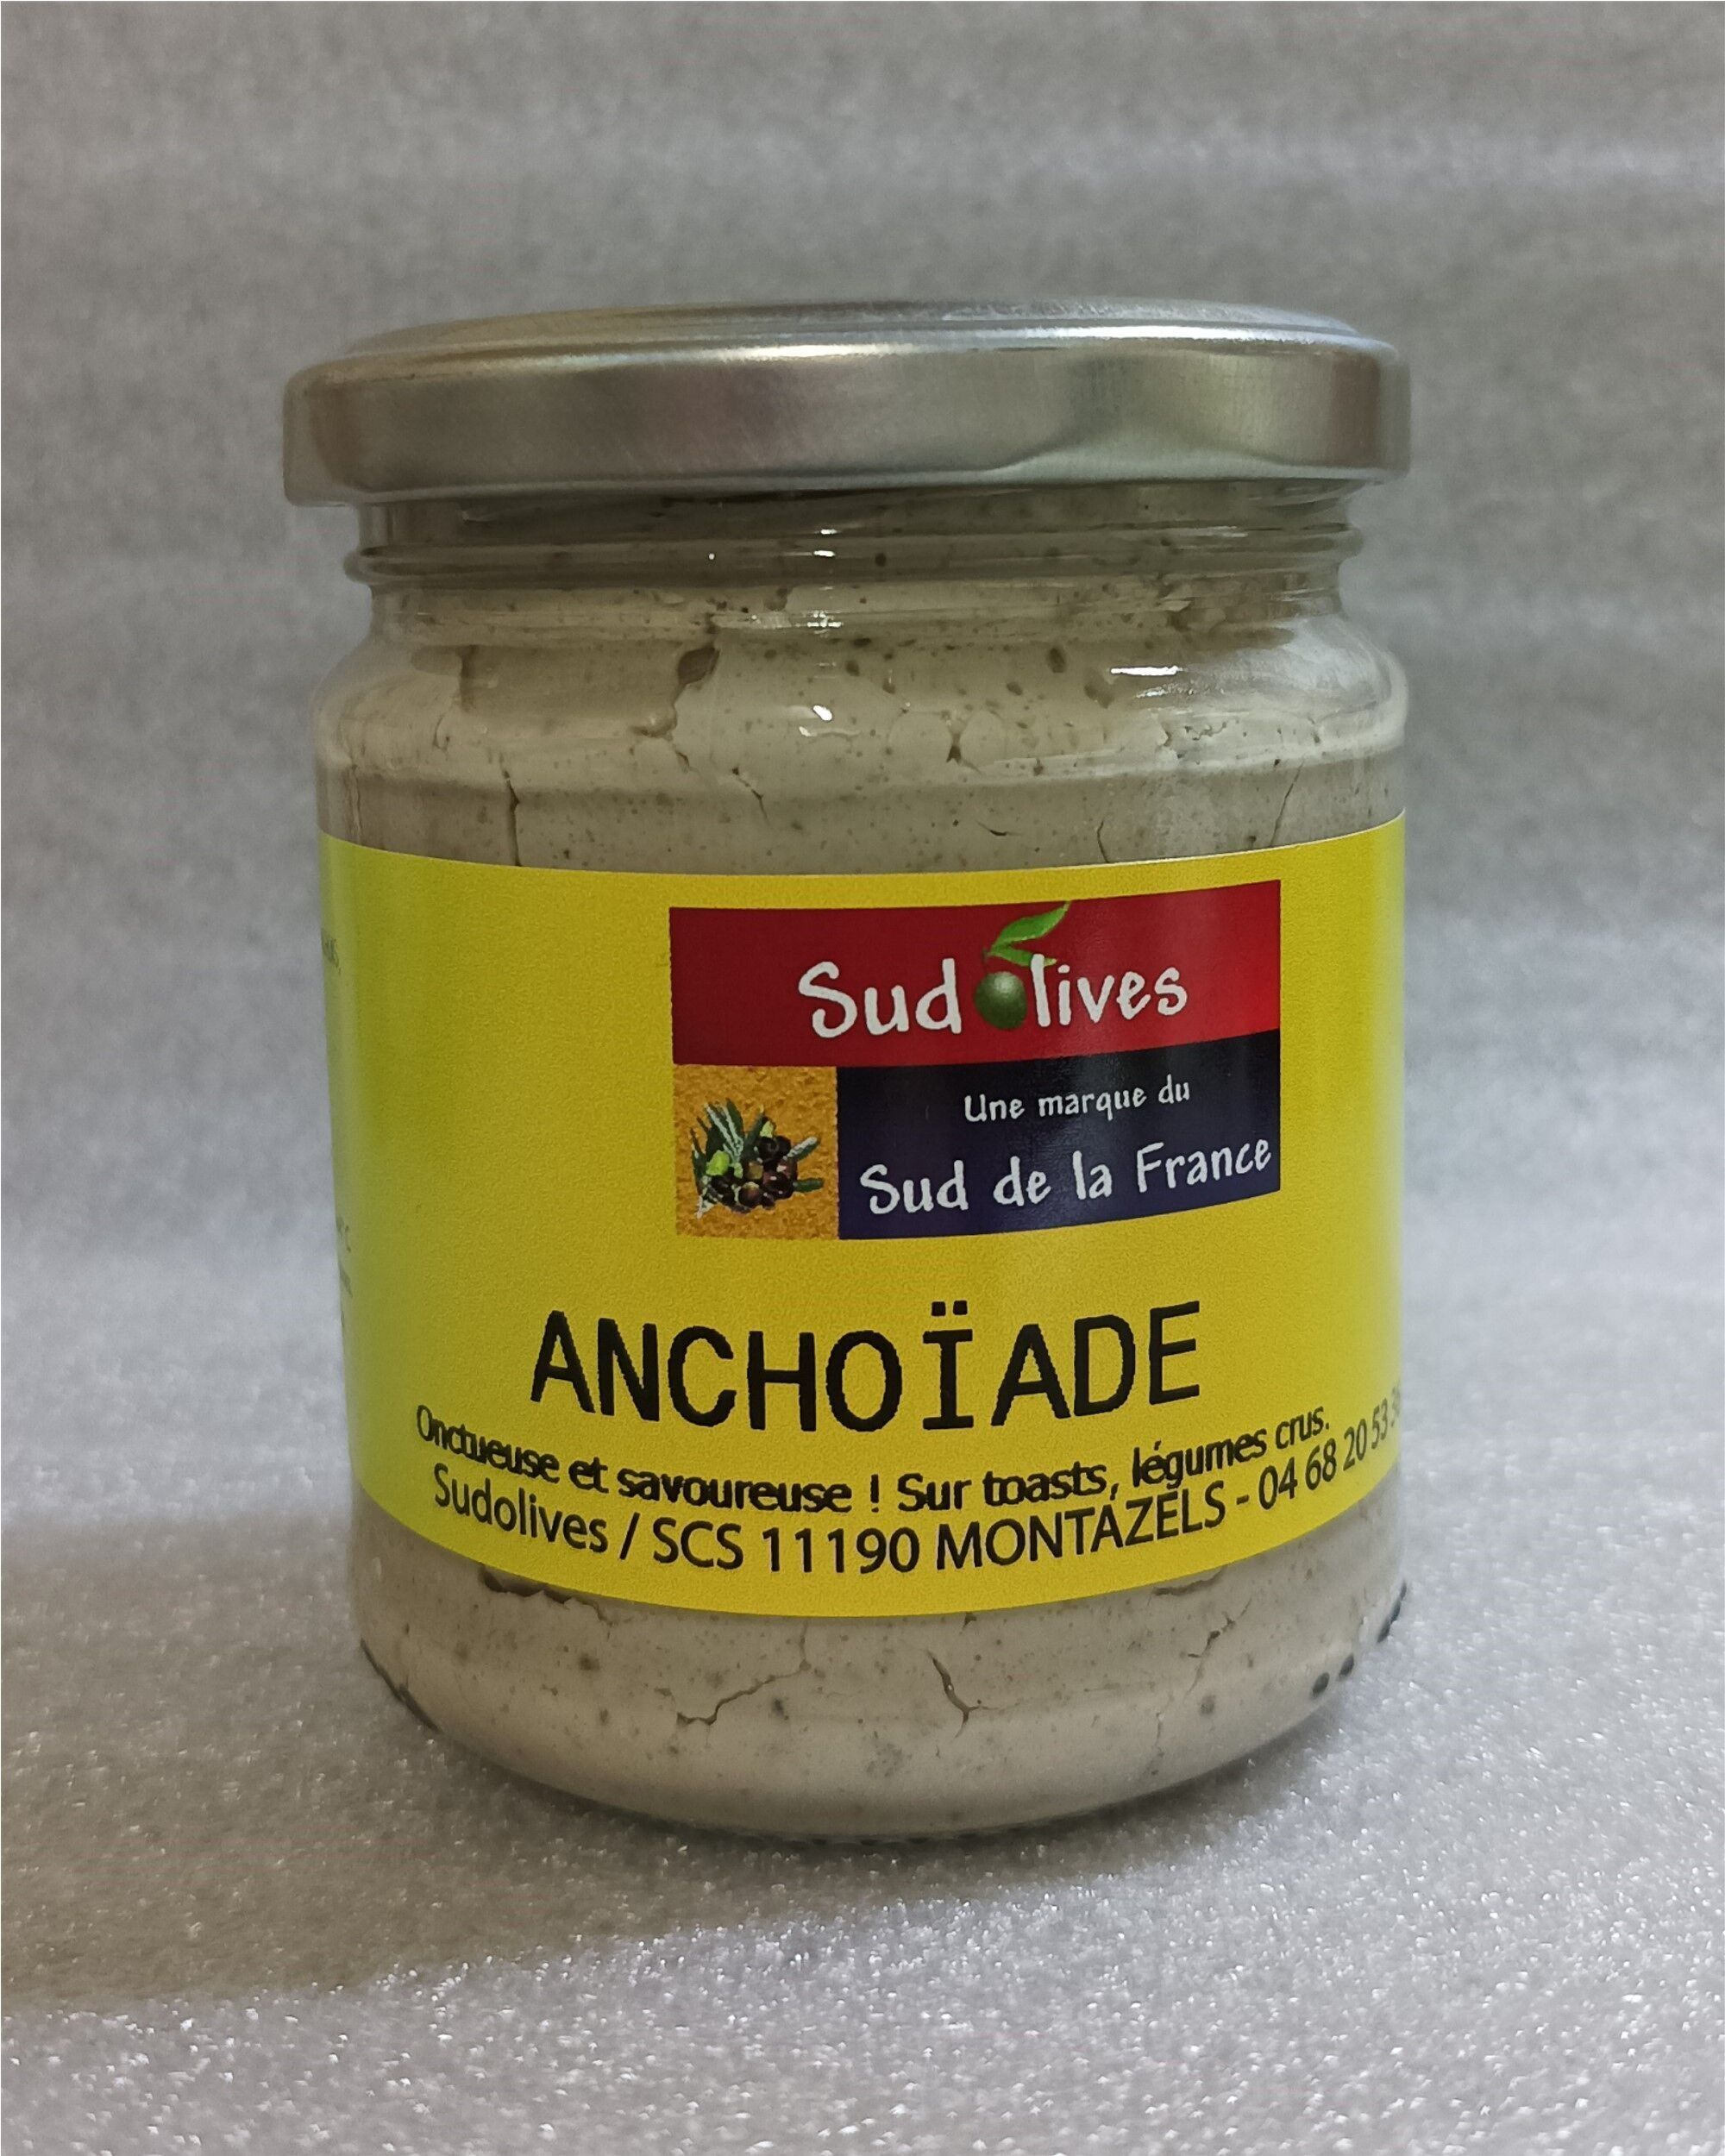 Sudolives
Une marque du
Sud de la France
ANCHOÏADE
Onctueuse et savoureuse ! Sur toasts, légumes crus.
Sudolives / SCS 11190 MONTAZELS - 04 68 20 53